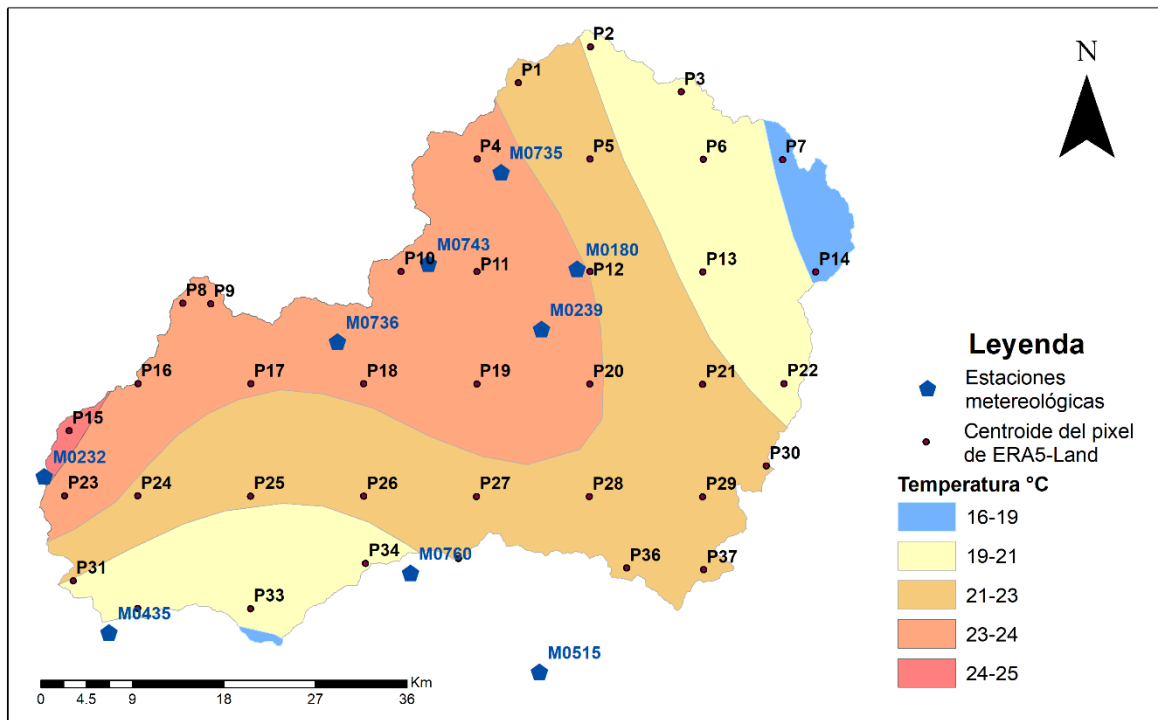 P2
N
P1
P3
P4
M0735
P5
P6
P7
M0743
P10
P11
M0180
P12
P13
P14
P8
P9
M0736
M0239
Leyenda
Estaciones
metereológicas
Centroide del pixel
de ERA5-Land
P16
P17
P18
P19
P20
P21
P22
P15
M0232
P23
P24
P25
P26
P27
P28
P29
P30
Temperatura °C
16-19
19-21
21-23
23-24
24-25
P31
P34
M0760
P36
P37
M0435
P33
M0515
Km
0 4.5 9 18 27 36